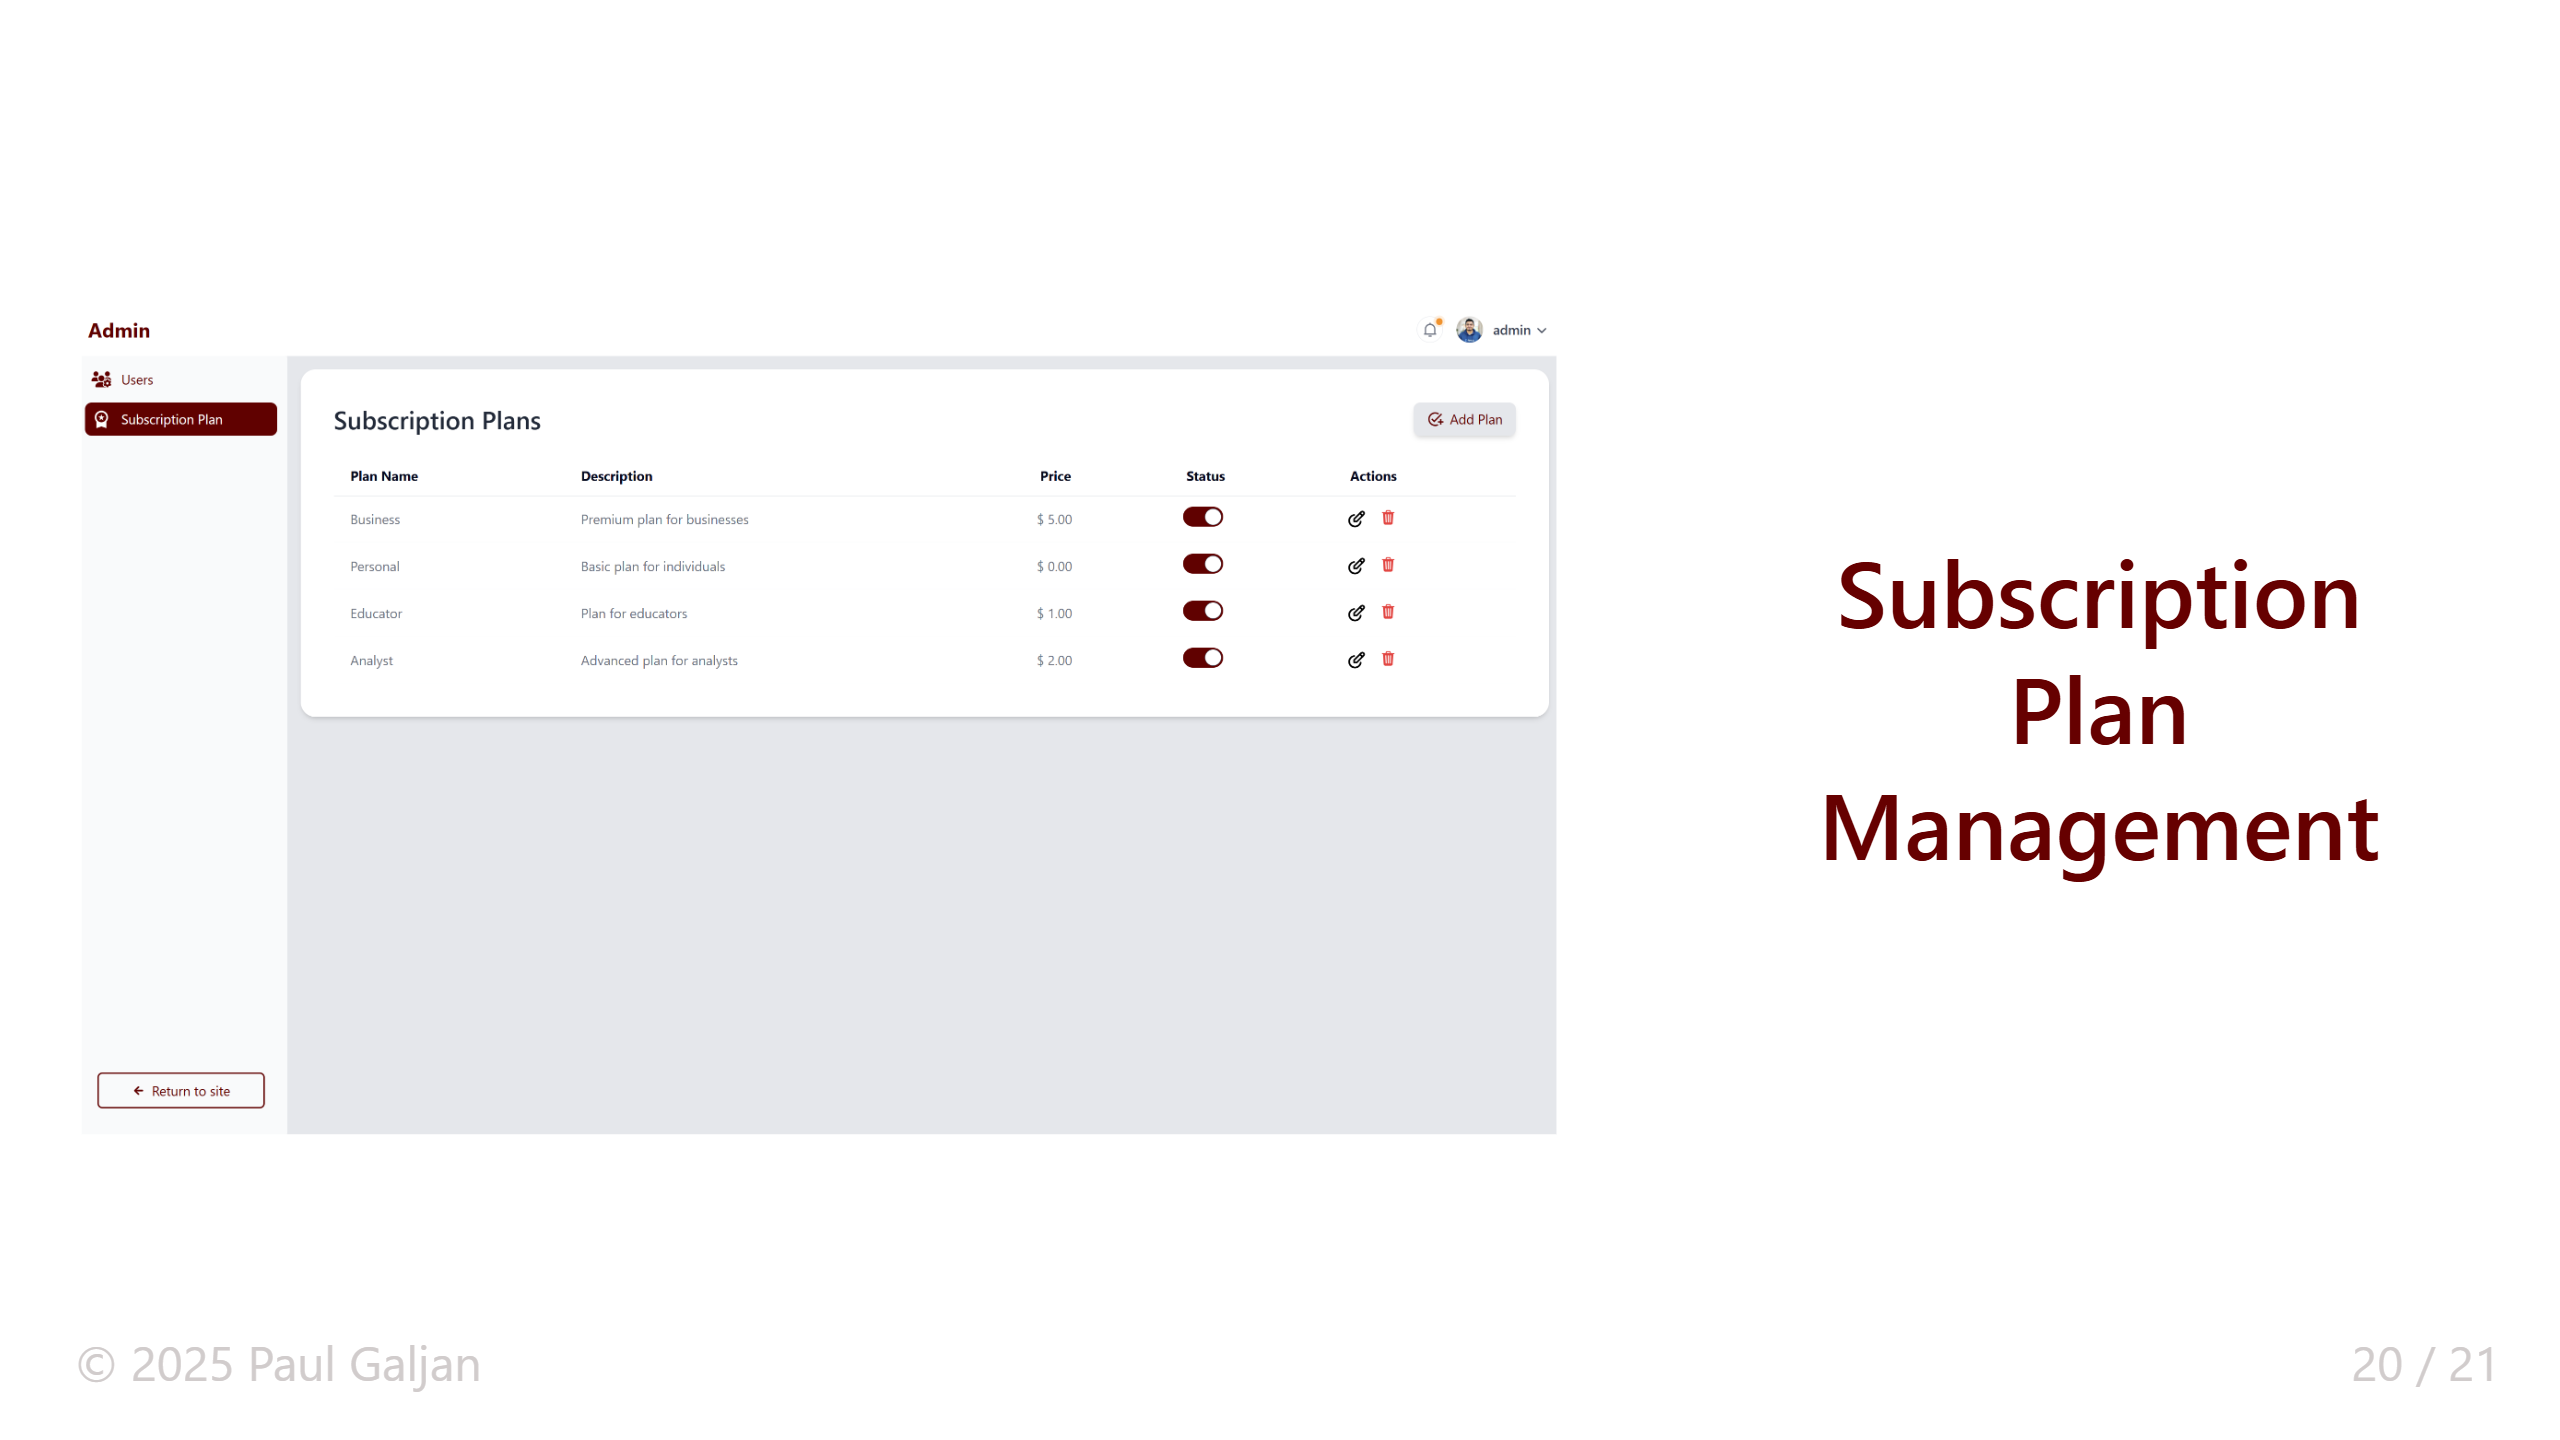 Admin
admin
Users
Subscription Plan
Subscription Plans
Add Plan
Plan Name Description Price Status Actions
Business Premium plan for businesses $ 5.00
Personal Basic plan for individuals $ 0.00
Educator Plan for educators $ 1.00
Analyst Advanced plan for analysts $ 2.00
Return to site
Subscription
Plan
Management
© 2025 Paul Galjan
20 / 21